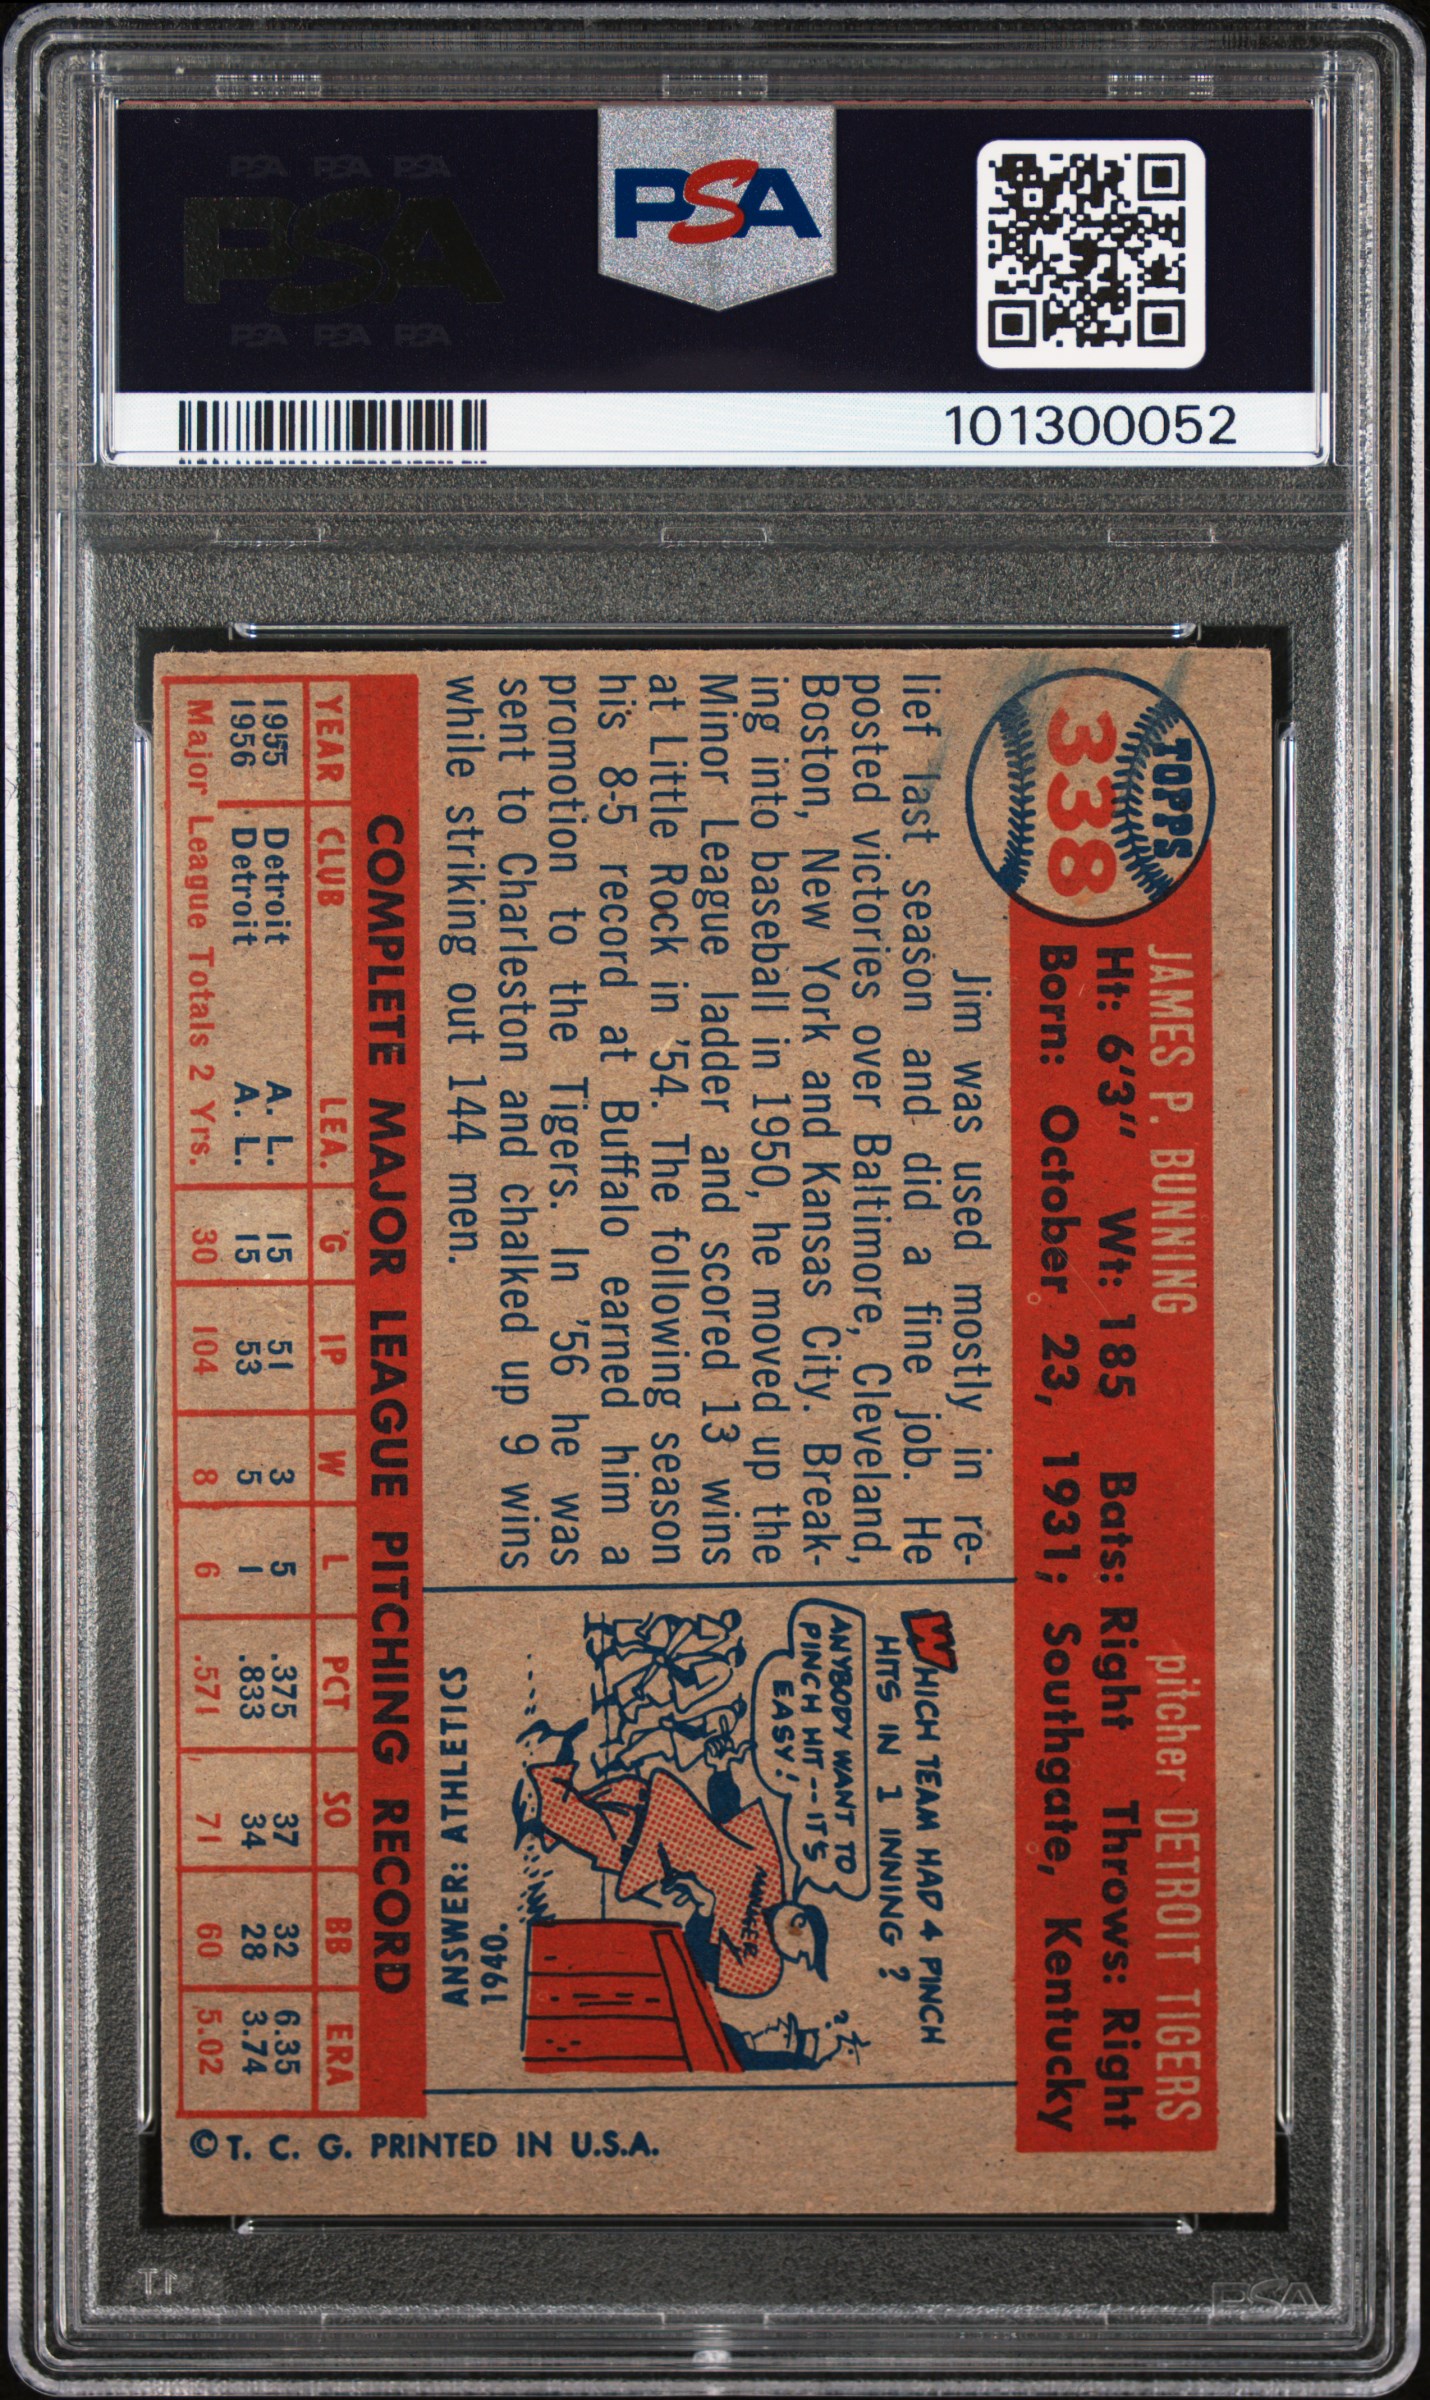 PSA PSA PSA
PSA
PSA PSA PSA
PSA
101300052
TOPPS
338
JAMES P. BUNNING pitcher DETROIT TIGERS
Ht: 6'3" Wt: 185 Bats: Right Throws: Right
Born: October 23, 1931; Southgate, Kentucky
Jim was used mostly in re-
lief last season and did a fine job. He
posted victories over Baltimore, Cleveland,
Boston, New York and Kansas City. Break-
ing into baseball in 1950, he moved up the
Minor League ladder and scored 13 wins
at Little Rock in '54. The following season
his 8-5 record at Buffalo earned him a
promotion to the Tigers. In '56 he was
sent to Charleston and chalked up 9 wins
while striking out 144 men.
WHICH TEAM HAD 4 PINCH
HITS IN 1 INNING?
ANYBODY WANT TO
PINCH HIT--IT'S
EASY!
MANAGER
? ?
ANSWER: ATHLETICS
1940.
COMPLETE MAJOR LEAGUE PITCHING RECORD
YEAR CLUB LEA. G IP W L PCT SO BB ERA
1955 Detroit A. L. 15 51 3 5 .375 37 32 6.35
1956 Detroit A. L. 15 53 5 1 .833 34 28 3.74
Major League Totals 2 Yrs. 30 104 8 6 .571 71 60 5.02
© T. C. G. PRINTED IN U.S.A.
PSA